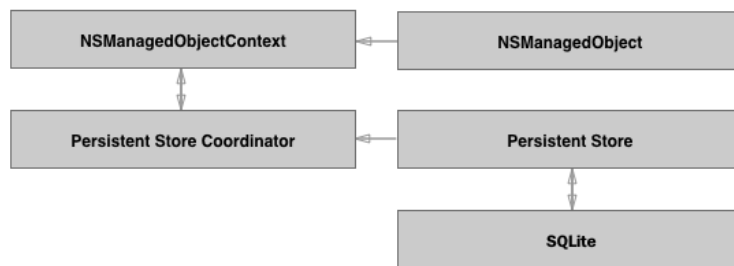 NSManagedObjectContext
NSManagedObject
Persistent Store Coordinator
Persistent Store
SQLite